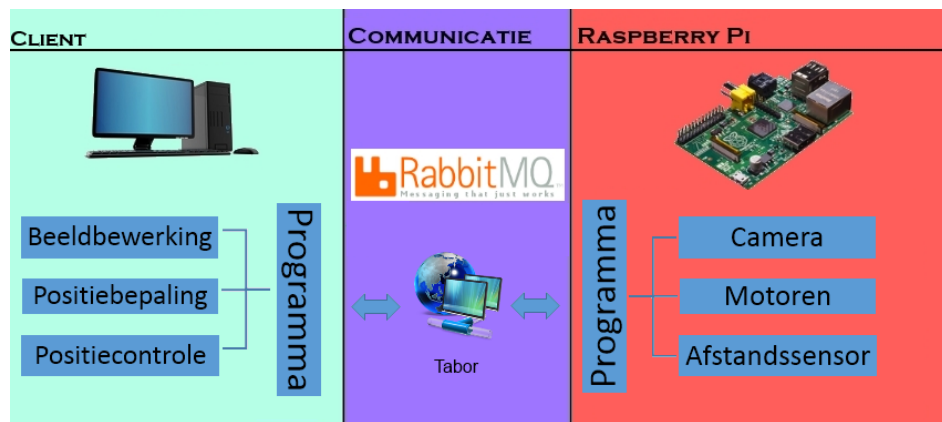 CLIENT
Beeldbewerking
Positiebepaling
Positiecontrole
Programma
COMMUNICATIE
RabbitMQ
Messaging that just works
Tabor
RASPBERRY PI
Programma
Camera
Motoren
Afstandssensor